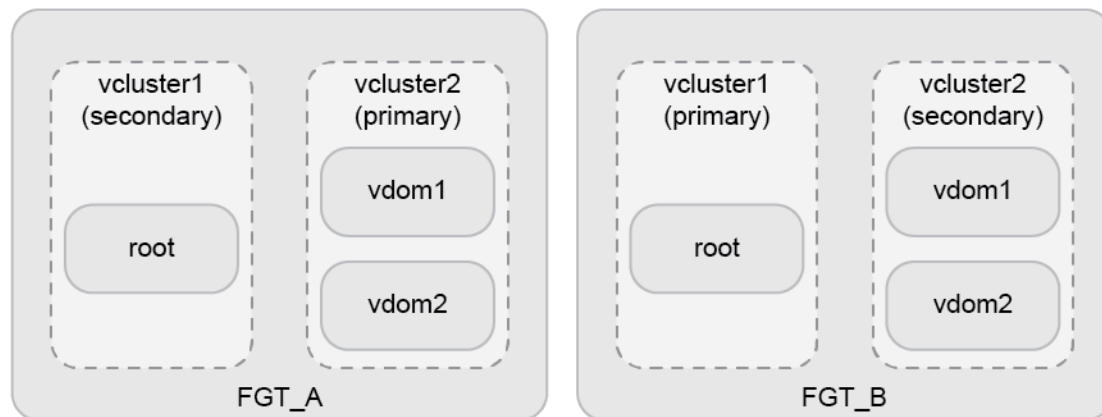 vcluster1
(secondary)
root
vcluster2
(primary)
vdom1
vdom2
FGT_A
vcluster1
(primary)
root
vcluster2
(secondary)
vdom1
vdom2
FGT_B